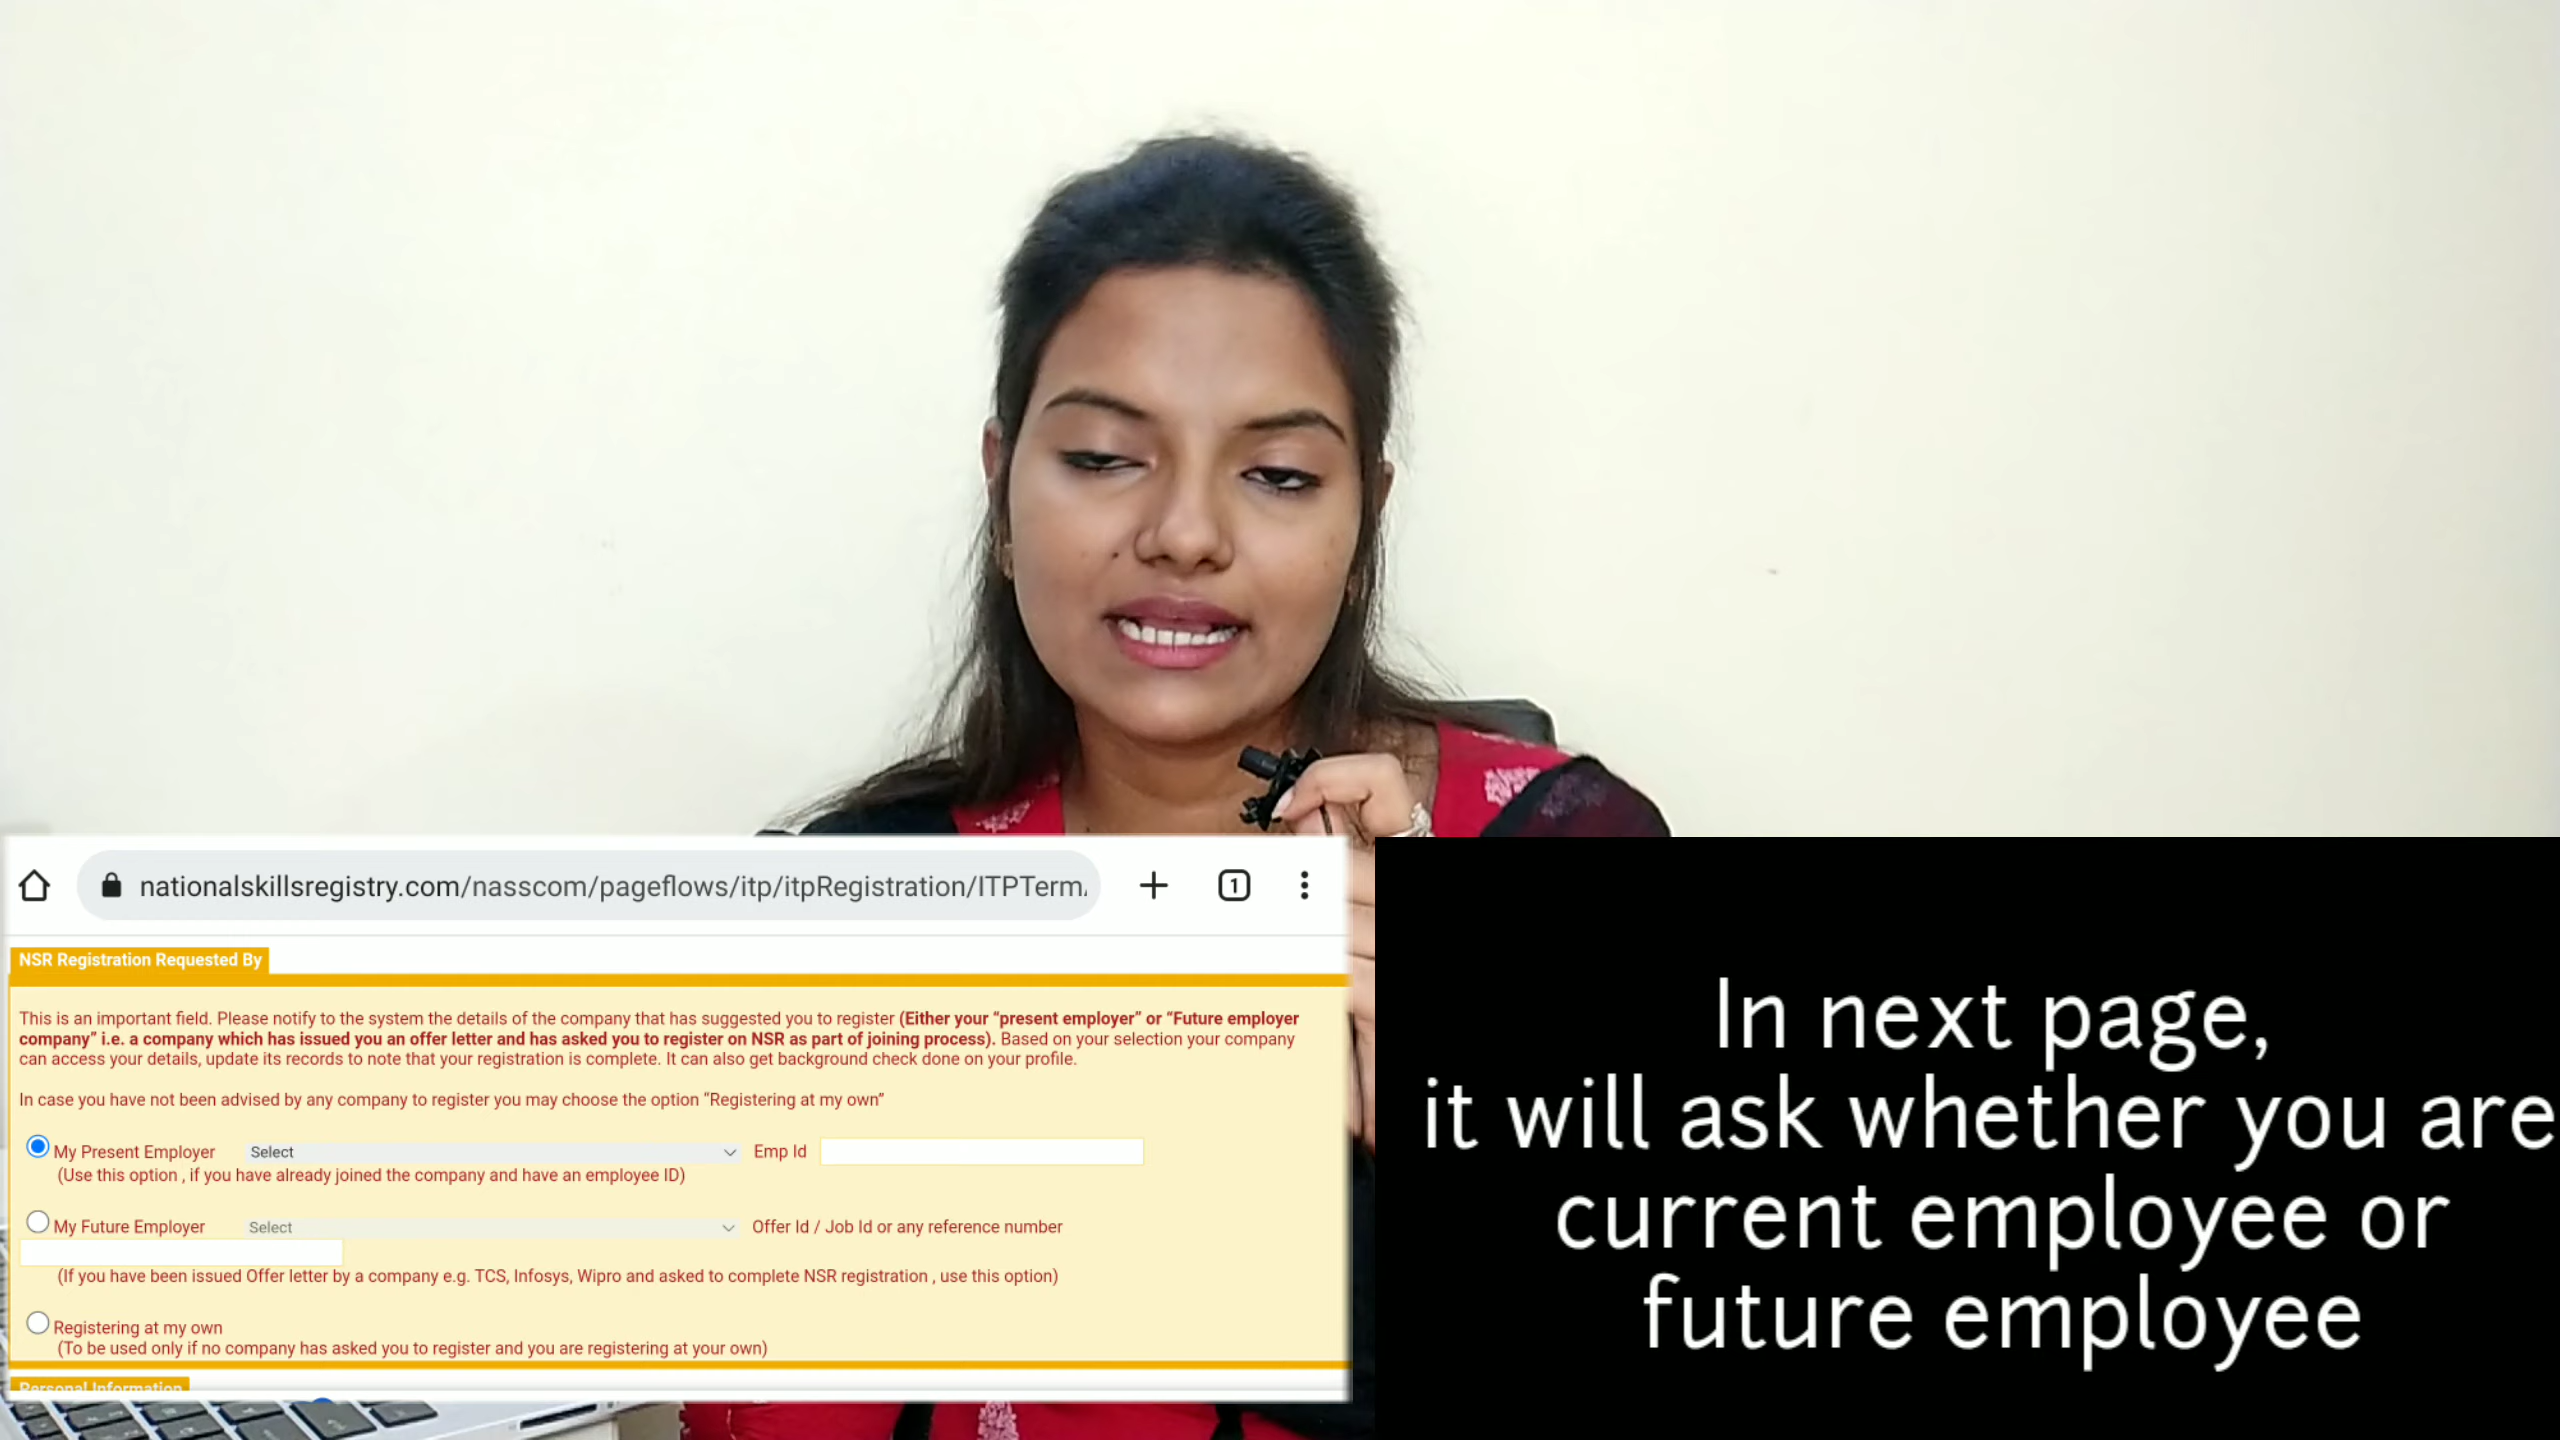 nationalskillsregistry.com/nasscom/pageflows/itp/itpRegistration/ITPTerm
1
NSR Registration Requested By
This is an important field. Please notify to the system the details of the company that has suggested you to register (Either your “present employer” or “Future employer
company” i.e. a company which has issued you an offer letter and has asked you to register on NSR as part of joining process). Based on your selection your company
can access your details, update its records to note that your registration is complete. It can also get background check done on your profile.
In case you have not been advised by any company to register you may choose the option “Registering at my own”
My Present Employer Select Emp Id
(Use this option , if you have already joined the company and have an employee ID)
My Future Employer Select Offer Id / Job Id or any reference number
(If you have been issued Offer letter by a company e.g. TCS, Infosys, Wipro and asked to complete NSR registration , use this option)
Registering at my own
(To be used only if no company has asked you to register and you are registering at your own)
Personal Information
In next page,
it will ask whether you are
current employee or
future employee